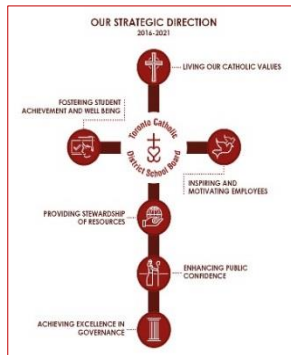 OUR STRATEGIC DIRECTION
2016-2021
LIVING OUR CATHOLIC VALUES
FOSTERING STUDENT
ACHIEVEMENT AND WELL BEING
Toronto Catholic
District School Board
INSPIRING AND
MOTIVATING EMPLOYEES
PROVIDING STEWARDSHIP
OF RESOURCES
ENHANCING PUBLIC
CONFIDENCE
ACHIEVING EXCELLENCE IN
GOVERNANCE